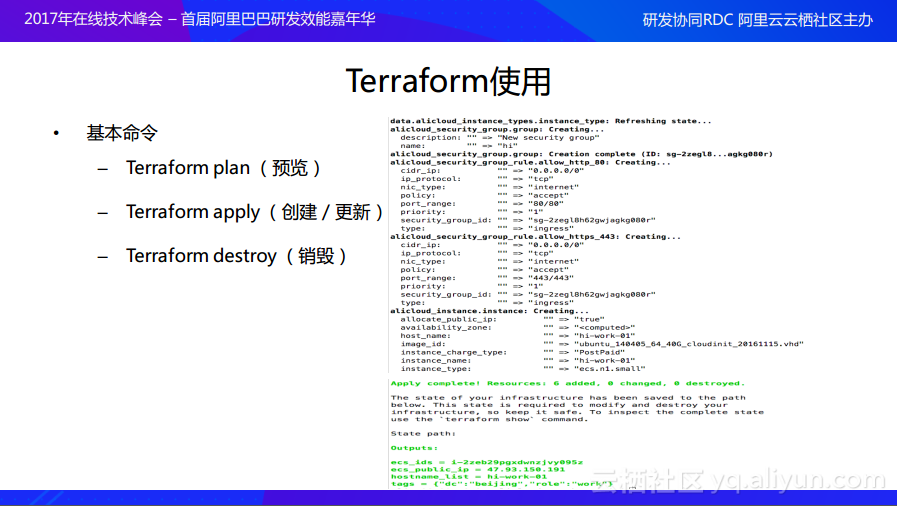 2017年在线技术峰会 – 首届阿里巴巴研发效能嘉年华
研发协同RDC 阿里云云栖社区主办
Terraform使用
• 基本命令
– Terraform plan（预览）
– Terraform apply（创建 / 更新）
– Terraform destroy（销毁）
data.alicloud_instance_types.instance_type: Refreshing state...
alicloud_security_group.group: Creating...
description: "" => "New security group"
name: "" => "hi"
alicloud_security_group.group: Creation complete (ID: sg-2zegl8...agkg080r)
alicloud_security_group_rule.allow_http_80: Creating...
cidr_ip: "" => "0.0.0.0/0"
ip_protocol: "" => "tcp"
nic_type: "" => "internet"
policy: "" => "accept"
port_range: "" => "80/80"
priority: "" => "1"
security_group_id: "" => "sg-2zegl8h62gwjagkg080r"
type: "" => "ingress"
alicloud_security_group_rule.allow_https_443: Creating...
cidr_ip: "" => "0.0.0.0/0"
ip_protocol: "" => "tcp"
nic_type: "" => "internet"
policy: "" => "accept"
port_range: "" => "443/443"
priority: "" => "1"
security_group_id: "" => "sg-2zegl8h62gwjagkg080r"
type: "" => "ingress"
alicloud_instance.instance: Creating...
allocate_public_ip: "" => "true"
availability_zone: "" => "<computed>"
host_name: "" => "hi-work-01"
image_id: "" => "ubuntu_140405_64_40G_cloudinit_20161115.vhd"
instance_charge_type: "" => "PostPaid"
instance_name: "" => "hi-work-01"
instance_type: "" => "ecs.n1.small"
Apply complete! Resources: 6 added, 0 changed, 0 destroyed.
The state of your infrastructure has been saved to the path
below. This state is required to modify and destroy your
infrastructure, so keep it safe. To inspect the complete state
use the `terraform show` command.
State path:
Outputs:
ecs_ids = i-2zeb29pgxdwnzjvy095z
ecs_public_ip = 47.93.150.191
hostname_list = hi-work-01
tags = {"dc":"beijing","role":"work"}
云栖社区 yq.aliyun.com